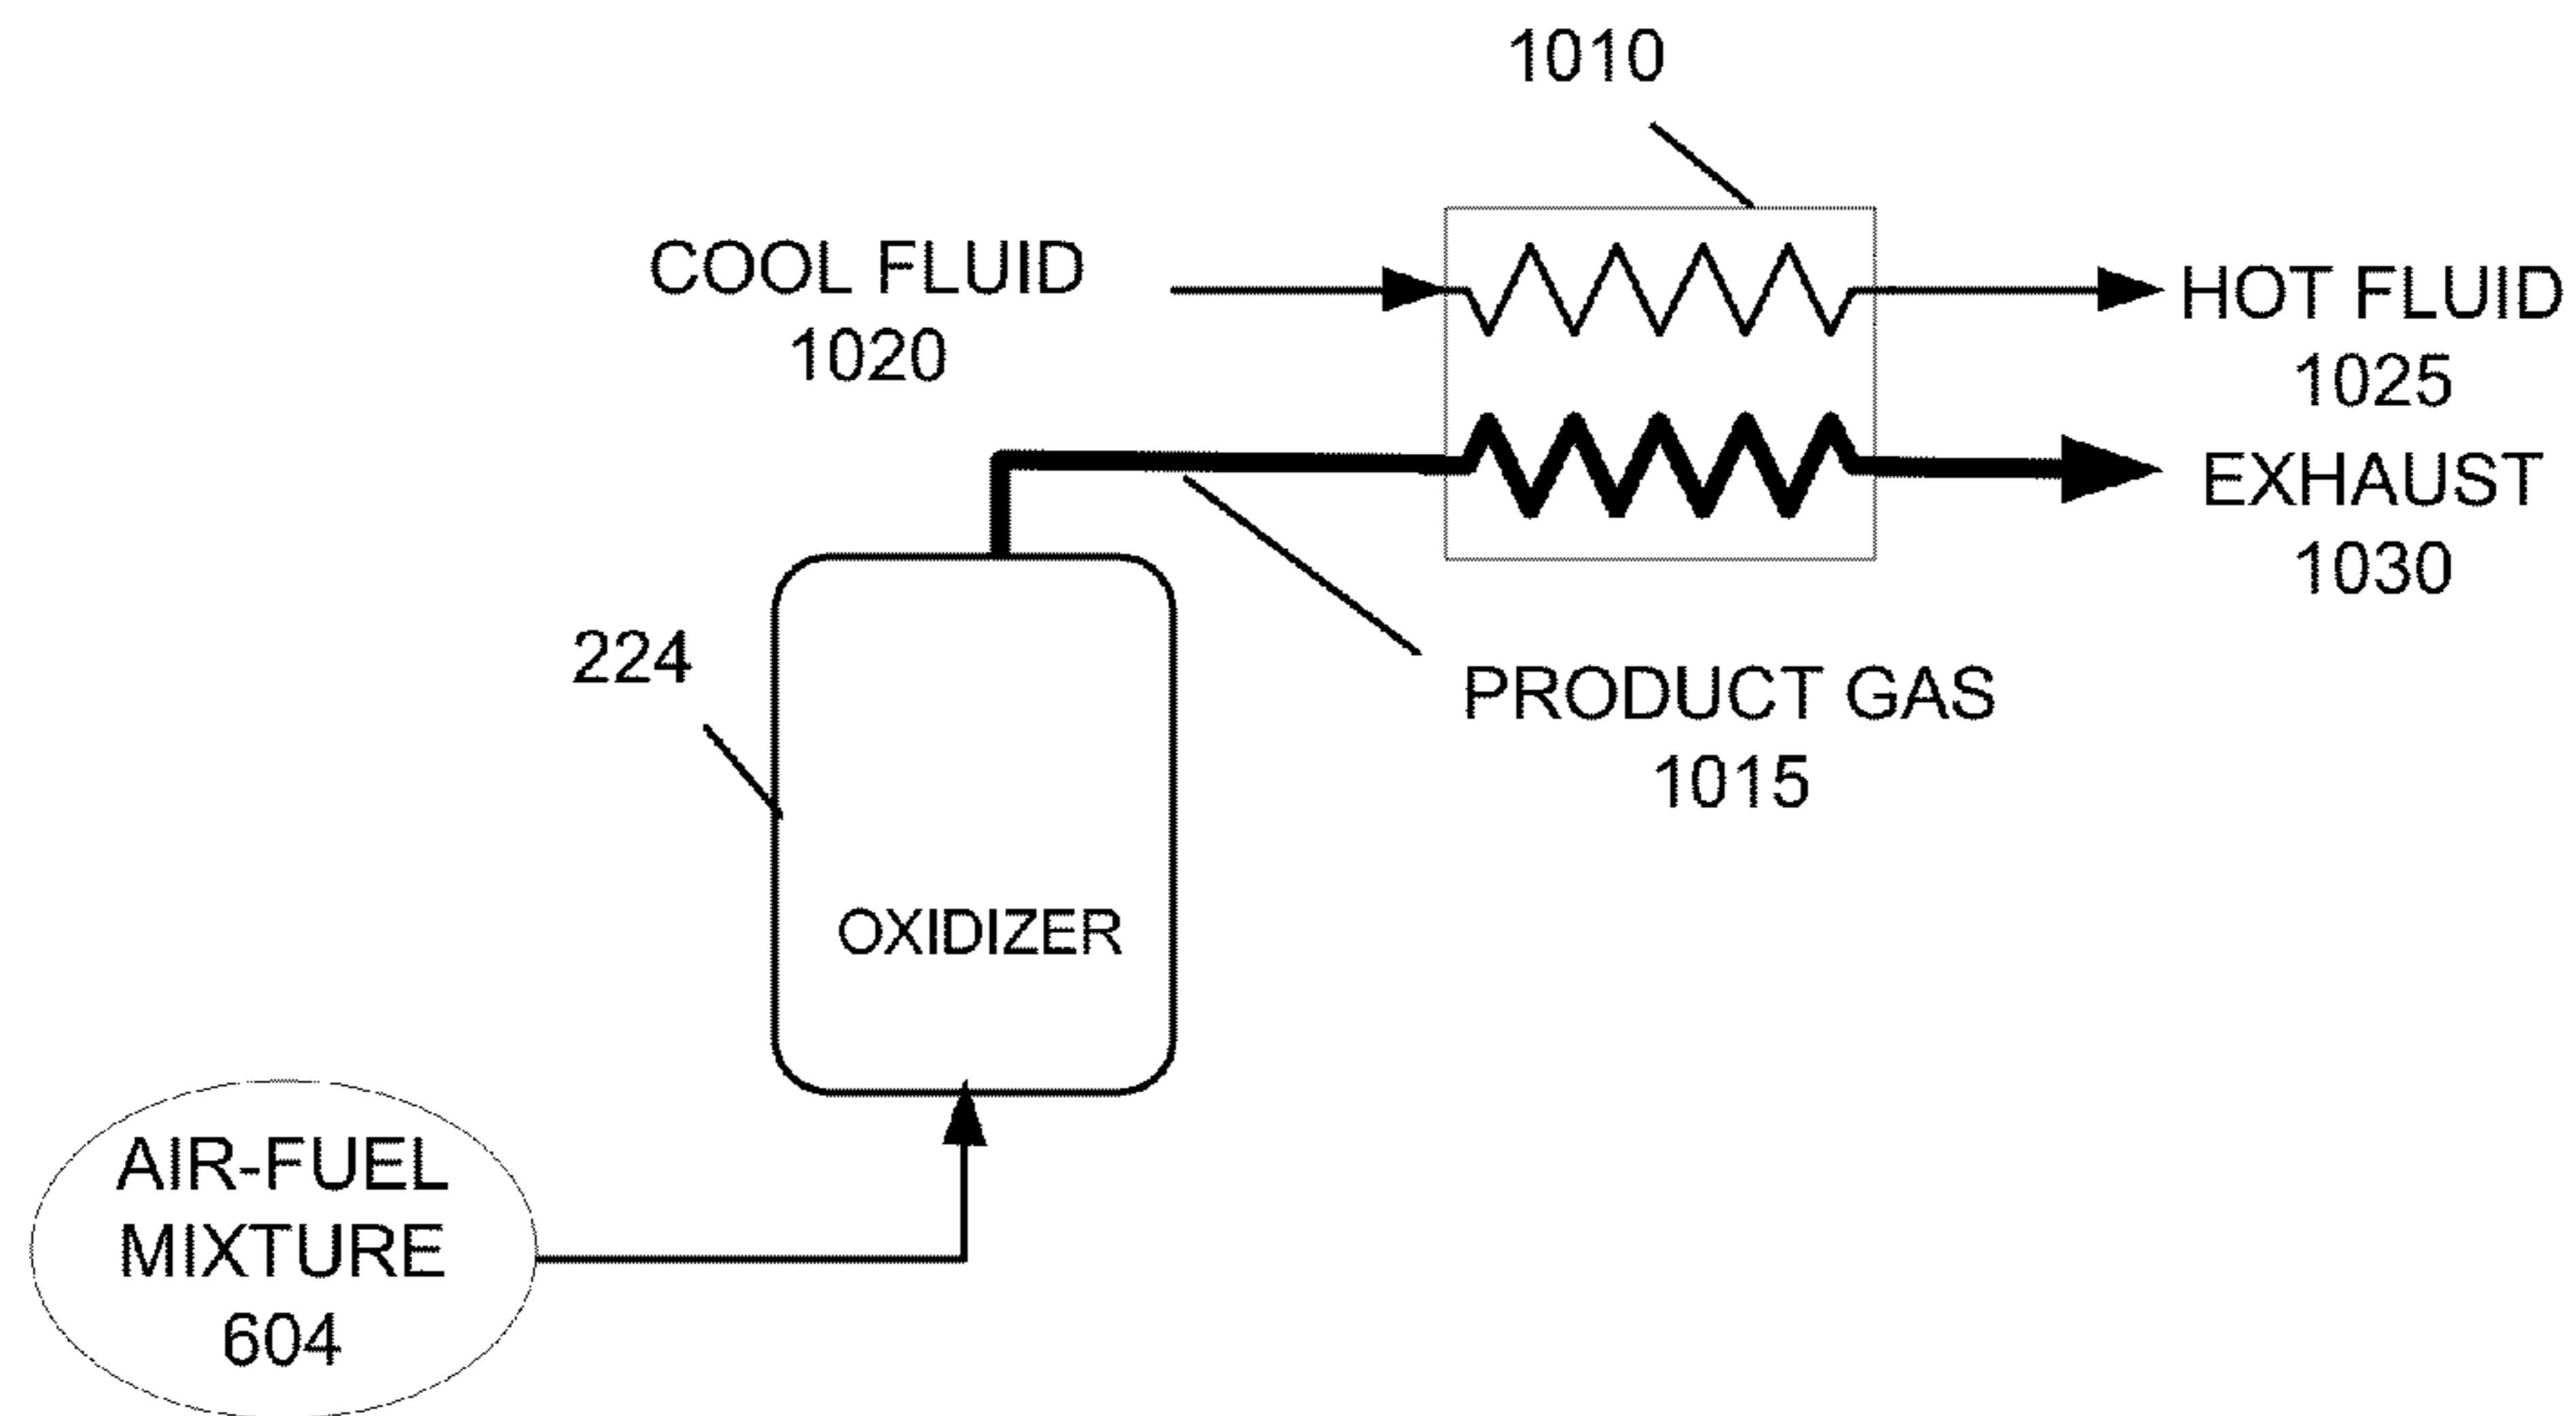 1010
COOL FLUID
1020
HOT FLUID
1025
EXHAUST
1030
224
PRODUCT GAS
1015
OXIDIZER
AIR-FUEL
MIXTURE
604